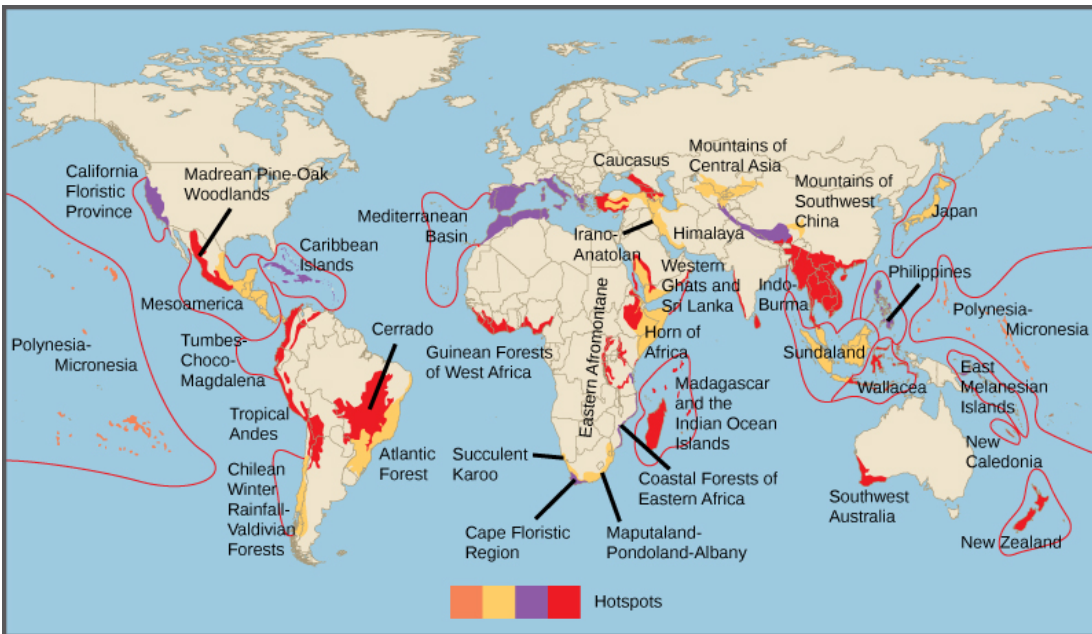 California
Floristic
Province
Madrean Pine-Oak
Woodlands
Caribbean
Islands
Mesoamerica
Polynesia-
Micronesia
Tumbes-
Choco-
Magdalena
Cerrado
Tropical
Andes
Atlantic
Forest
Chilean
Winter
Rainfall-
Valdivian
Forests
Mediterranean
Basin
Caucasus
Mountains of
Central Asia
Mountains of
Southwest
China
Irano-
Anatolian
Himalaya
Japan
Western
Ghats and
Sri Lanka
Indo-
Burma
Philippines
Polynesia-
Micronesia
Guinean Forests
of West Africa
Eastern Afromontane
Horn of
Africa
Sundaland
Wallacea
East
Melanesian
Islands
Madagascar
and the
Indian Ocean
Islands
Succulent
Karoo
Coastal Forests of
Eastern Africa
Cape Floristic
Region
Maputaland-
Pondoland-Albany
Southwest
Australia
New
Caledonia
New Zealand
Hotspots